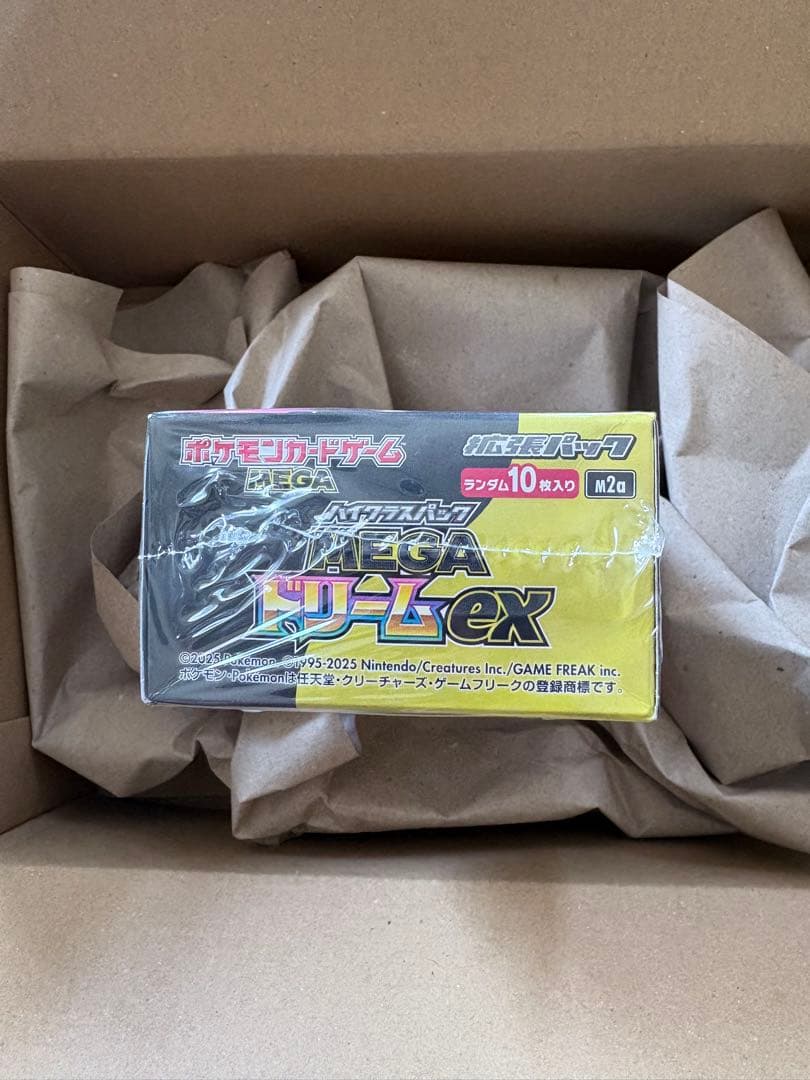 ポケモンカードゲーム
MEGA
拡張パック
ランダム10枚入り
M2a
ハイクラスパック
MEGA
ドリームex
©2025 Pokémon. ©1995-2025 Nintendo/Creatures Inc./GAME FREAK inc.
ポケモン・Pokémonは任天堂・クリーチャーズ・ゲームフリークの登録商標です。